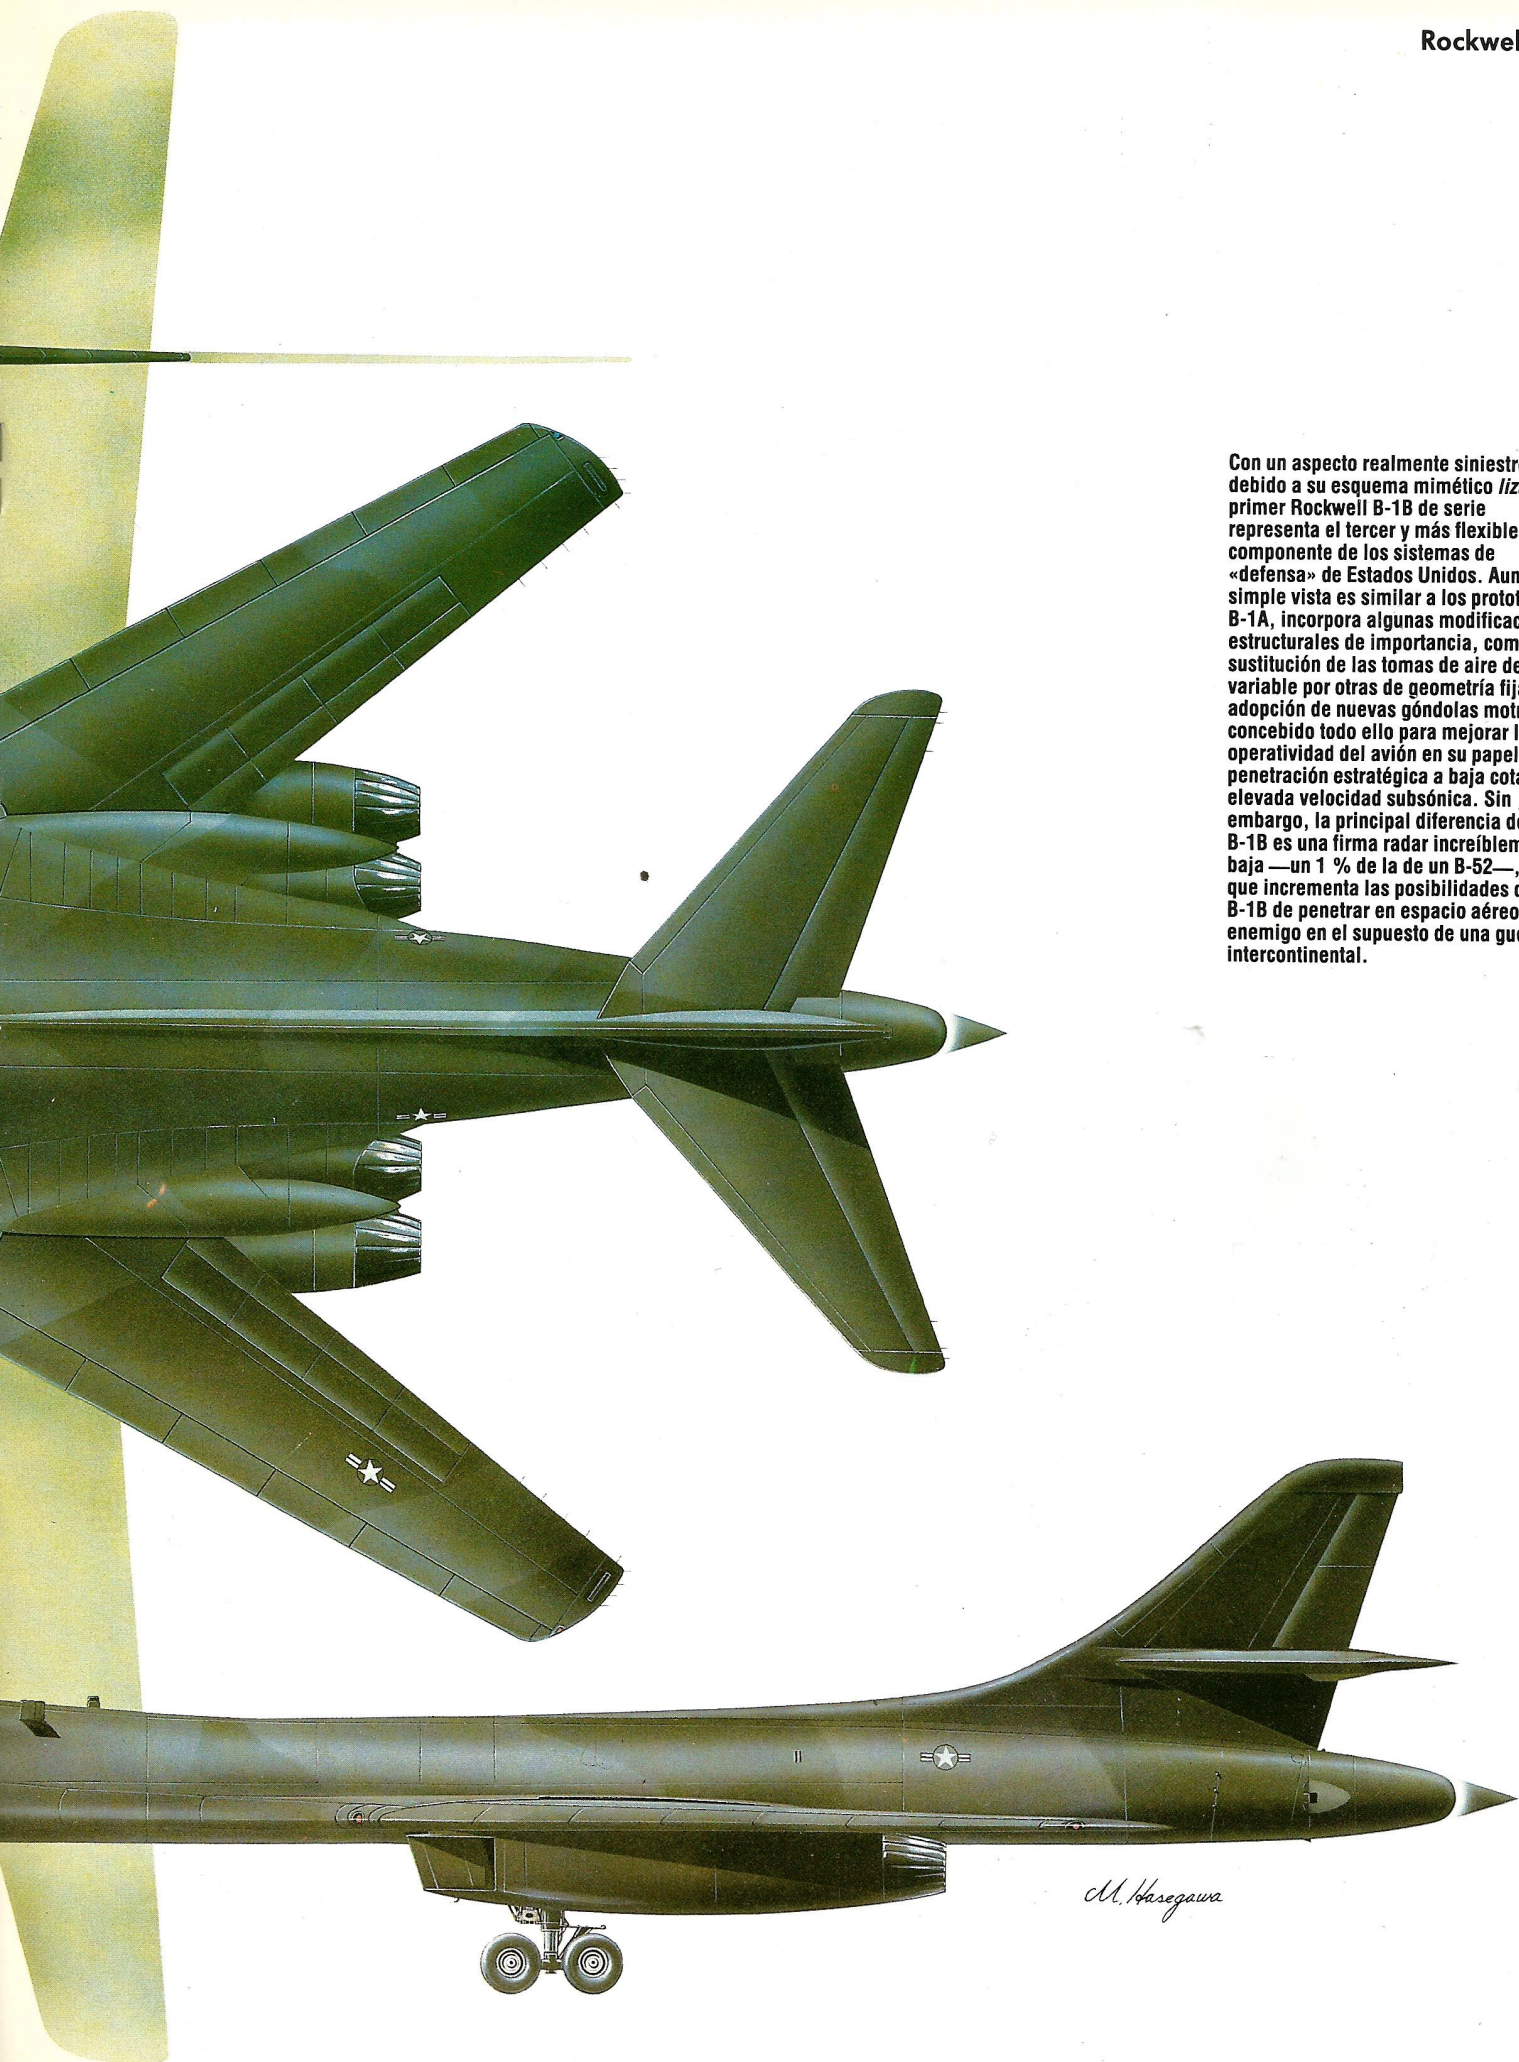 Rockwel
Con un aspecto realmente siniestr
debido a su esquema mimético liz
primer Rockwell B-1B de serie
representa el tercer y más flexible
componente de los sistemas de
«defensa» de Estados Unidos. Aun
simple vista es similar a los protot
B-1A, incorpora algunas modificac
estructurales de importancia, com
sustitución de las tomas de aire de
variable por otras de geometría fij
adopción de nuevas góndolas mot
concebido todo ello para mejorar l
operatividad del avión en su papel
penetración estratégica a baja cot
elevada velocidad subsónica. Sin
embargo, la principal diferencia d
B-1B es una firma radar increíblem
baja —un 1 % de la de un B-52—,
que incrementa las posibilidades d
B-1B de penetrar en espacio aéreo
enemigo en el supuesto de una gu
intercontinental.
M. Hasegawa